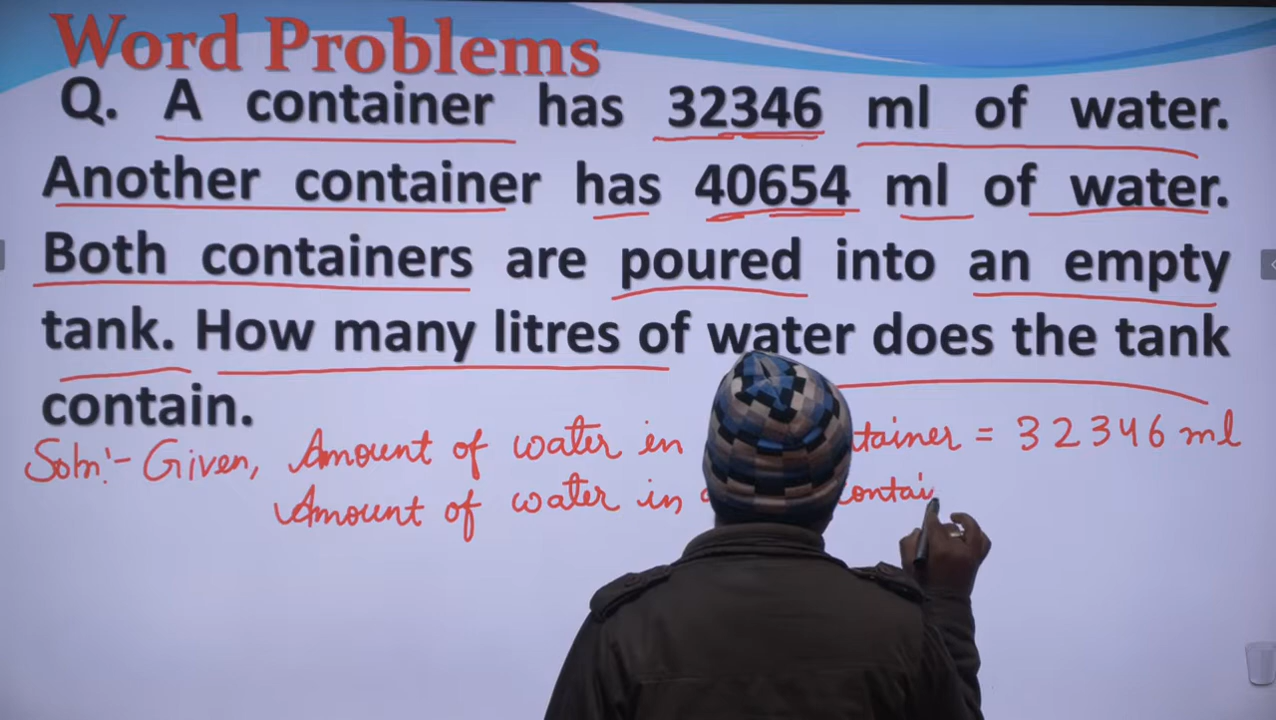 Word Problems
Q. A container has 32346 ml of water.
Another container has 40654 ml of water.
Both containers are poured into an empty
tank. How many litres of water does the tank
contain.
Soln:- Given, Amount of water in tainer = 32346 ml
Amount of water in contai